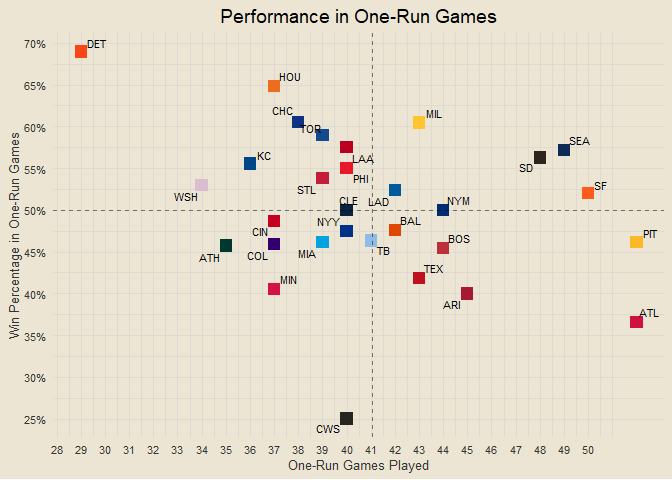 Performance in One-Run Games
70%
65%
60%
55%
50%
45%
40%
35%
30%
25%
Win Percentage in One-Run Games
DET
HOU
CHC
MIL
TOR
SEA
KC
LAA
SD
PHI
STL
SF
WSH
LAD
CLE
NYM
NYY
BAL
CIN
PIT
BOS
TB
MIA
COL
ATH
TEX
MIN
ARI
ATL
CWS
28 29 30 31 32 33 34 35 36 37 38 39 40 41 42 43 44 45 46 47 48 49 50
One-Run Games Played